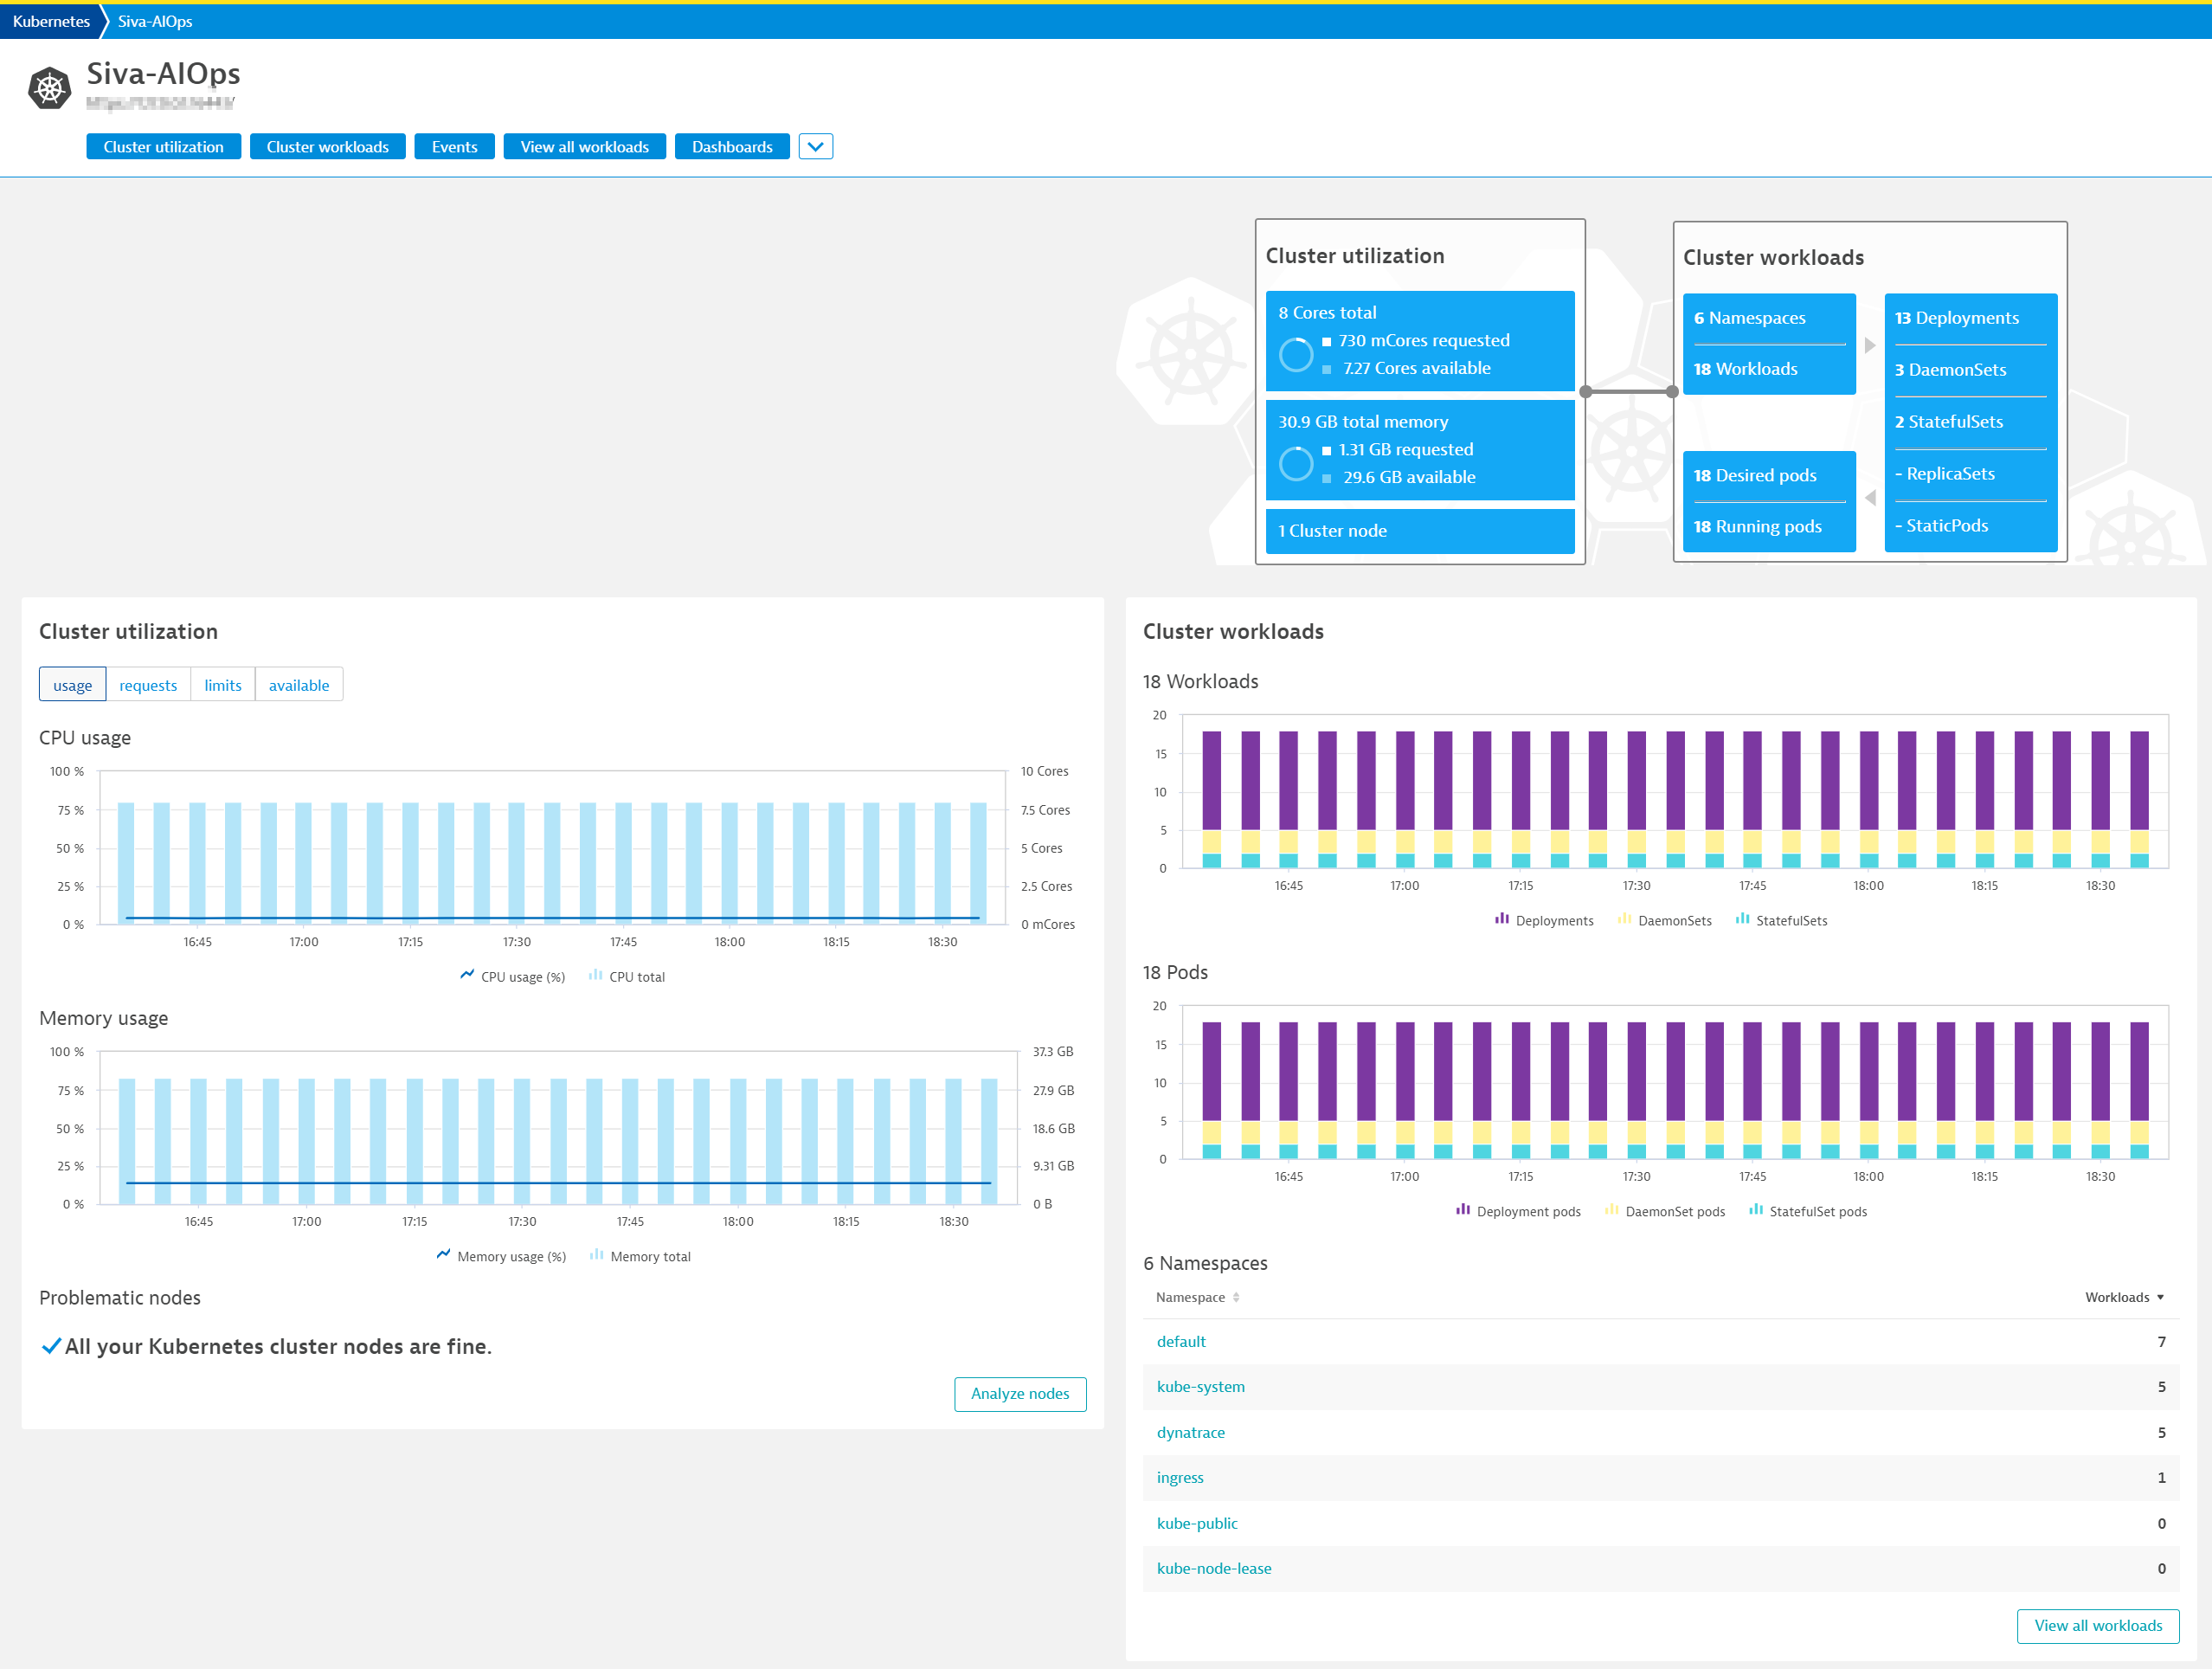 Kubernetes
Siva-AIOps
Siva-AIOps
Cluster utilization
Cluster workloads
Events
View all workloads
Dashboards
Cluster utilization
8 Cores total
730 mCores requested
7.27 Cores available
30.9 GB total memory
1.31 GB requested
29.6 GB available
1 Cluster node
Cluster workloads
6 Namespaces
18 Workloads
18 Desired pods
18 Running pods
13 Deployments
3 DaemonSets
2 StatefulSets
- ReplicaSets
- StaticPods
Cluster utilization
usage
requests
limits
available
CPU usage
100 %
75 %
50 %
25 %
0 %
10 Cores
7.5 Cores
5 Cores
2.5 Cores
0 mCores
16:45
17:00
17:15
17:30
17:45
18:00
18:15
18:30
CPU usage (%)
CPU total
Memory usage
100 %
75 %
50 %
25 %
0 %
37.3 GB
27.9 GB
18.6 GB
9.31 GB
0 B
16:45
17:00
17:15
17:30
17:45
18:00
18:15
18:30
Memory usage (%)
Memory total
Problematic nodes
All your Kubernetes cluster nodes are fine.
Analyze nodes
Cluster workloads
18 Workloads
20
15
10
5
0
16:45
17:00
17:15
17:30
17:45
18:00
18:15
18:30
Deployments
DaemonSets
StatefulSets
18 Pods
20
15
10
5
0
16:45
17:00
17:15
17:30
17:45
18:00
18:15
18:30
Deployment pods
DaemonSet pods
StatefulSet pods
6 Namespaces
Namespace
Workloads
default
7
kube-system
5
dynatrace
5
ingress
1
kube-public
0
kube-node-lease
0
View all workloads